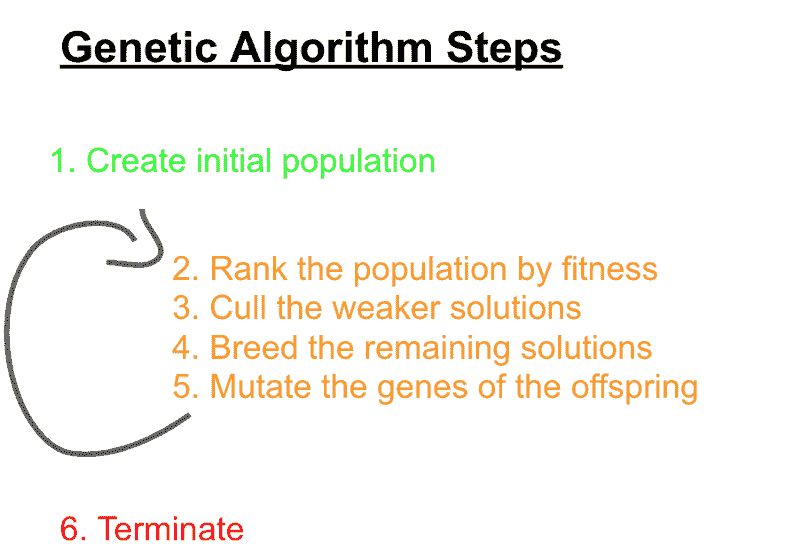 Genetic Algorithm Steps
1. Create initial population
2. Rank the population by fitness
3. Cull the weaker solutions
4. Breed the remaining solutions
5. Mutate the genes of the offspring
6. Terminate